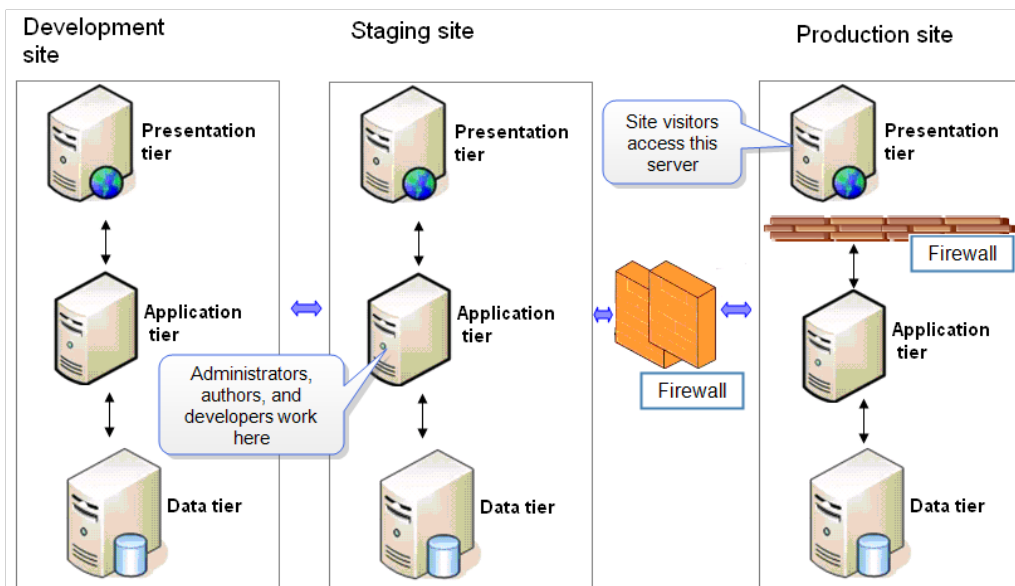 Development
site
Staging site
Production site
Presentation
tier
Presentation
tier
Site visitors
access this
server
Presentation
tier
Firewall
Application
tier
Application
tier
Application
tier
Administrators,
authors, and
developers work
here
Firewall
Data tier
Data tier
Data tier